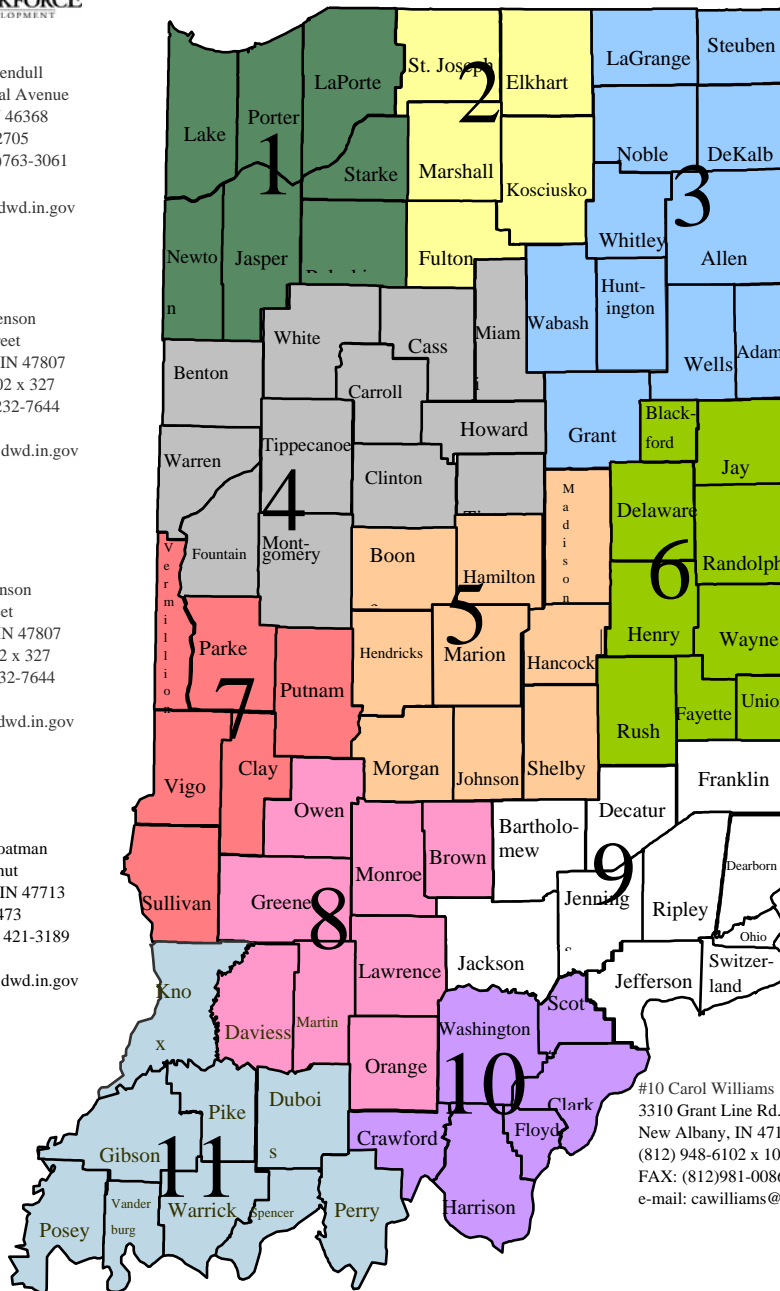 ELOPMENT
endull
al Avenue
46368
2705
)763-3061
dwd.in.gov
enson
reet
IN 47807
02 x 327
232-7644
dwd.in.gov
nson
et
IN 47807
2 x 327
32-7644
dwd.in.gov
oatman
nut
IN 47713
473
421-3189
dwd.in.gov
LaPorte
St. Joseph
2
Elkhart
LaGrange
Steuben
Lake
Porter
1
Starke
Marshall
Kosciusko
Noble
DeKalb
3
Whitley
Allen
Newto
n
Jasper
Fulton
Hunt-
ington
White
Cass
Miam
i
Wabash
Wells
Adam
Benton
Carroll
Howard
Grant
Black-
ford
Jay
Warren
Tippecanoe
Clinton
4
Fountain
Mont-
gomery
Boon
Hamilton
Madison
Delaware
6
Randolph
Vermillion
Parke
Putnam
7
Hendricks
5
Marion
Hancock
Henry
Wayne
Rush
Fayette
Unio
Vigo
Clay
Morgan
Johnson
Shelby
Franklin
Owen
Monroe
Brown
Bartholo-
mew
Decatur
9
Dearborn
Sullivan
Greene
8
Jenning
s
Ripley
Ohio
Lawrence
Jackson
Jefferson
Switzer-
land
Kno
x
Daviess
Martin
Orange
Washington
Scot
10
Clark
Floyd
Crawford
Harrison
Gibson
Pike
Duboi
s
11
Posey
Vander
burg
Warrick
Spencer
Perry
#10 Carol Williams
3310 Grant Line Rd.
New Albany, IN 471
(812) 948-6102 x 10
FAX: (812)981-0086
e-mail: cawilliams@